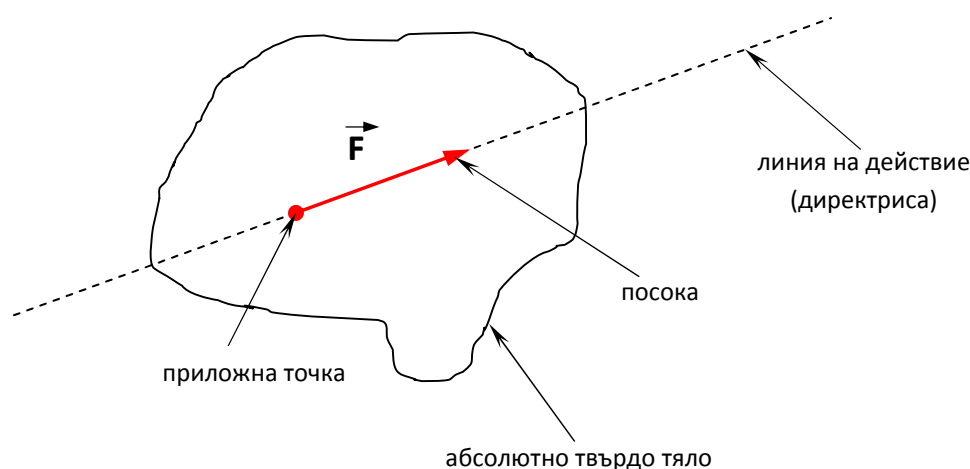 F
линия на действие
(директриса)
посока
приложна точка
абсолютно твърдо тяло